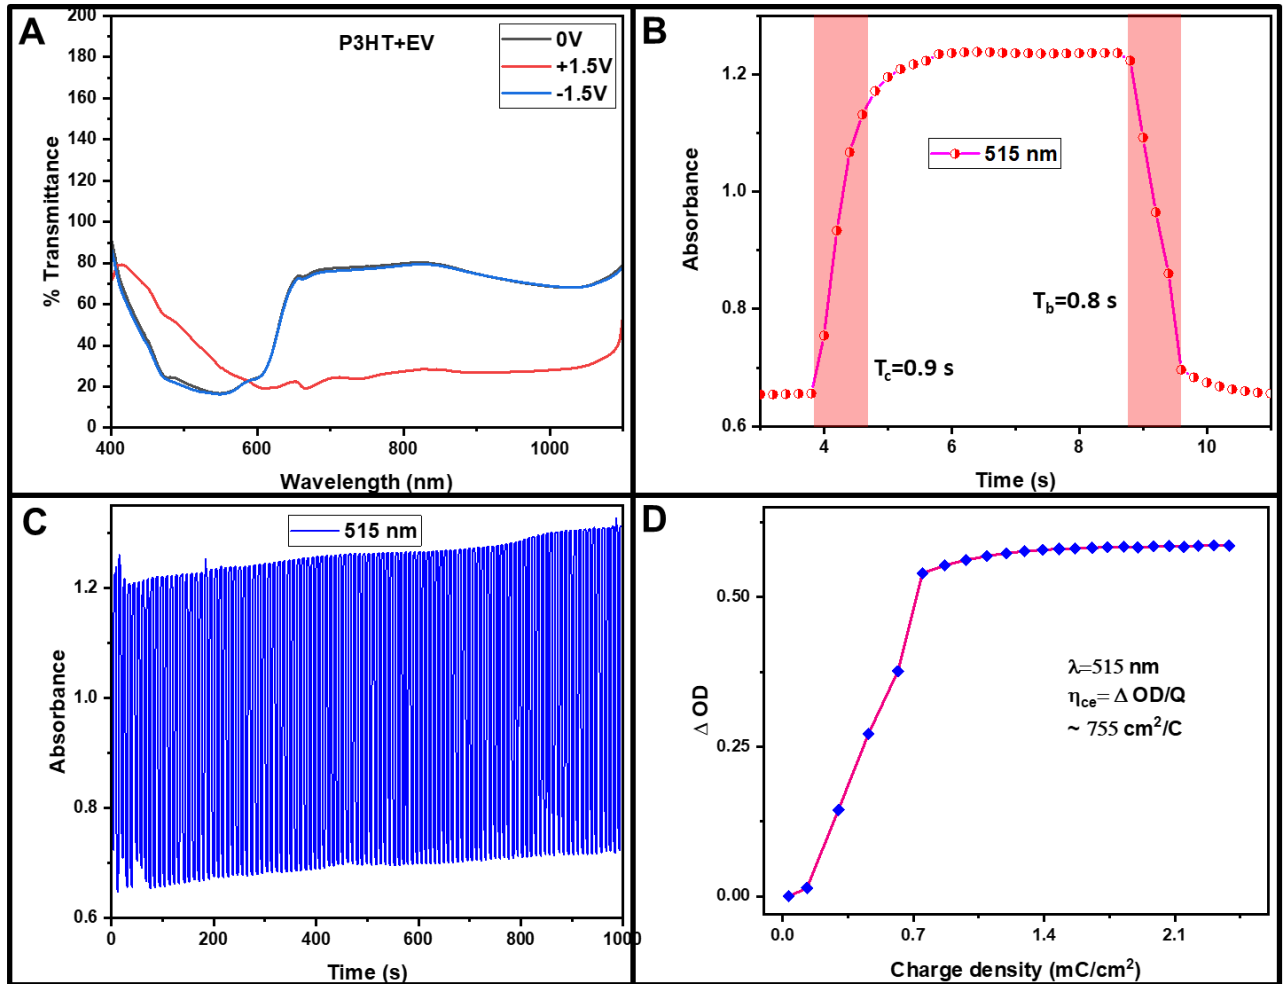 A
P3HT+EV
0V
+1.5V
-1.5V
200
180
160
140
120
100
80
60
40
20
0
% Transmittance
400
600
800
1000
Wavelength (nm)
B
515 nm
1.2
1.0
0.8
0.6
Absorbance
T_b=0.8 s
T_c=0.9 s
4
6
8
10
Time (s)
C
515 nm
1.2
1.0
0.8
0.6
Absorbance
0
200
400
600
800
1000
Time (s)
D
0.50
0.25
0.00
Δ OD
λ=515 nm
η_ce= Δ OD/Q
~ 755 cm²/C
0.0
0.7
1.4
2.1
Charge density (mC/cm²)